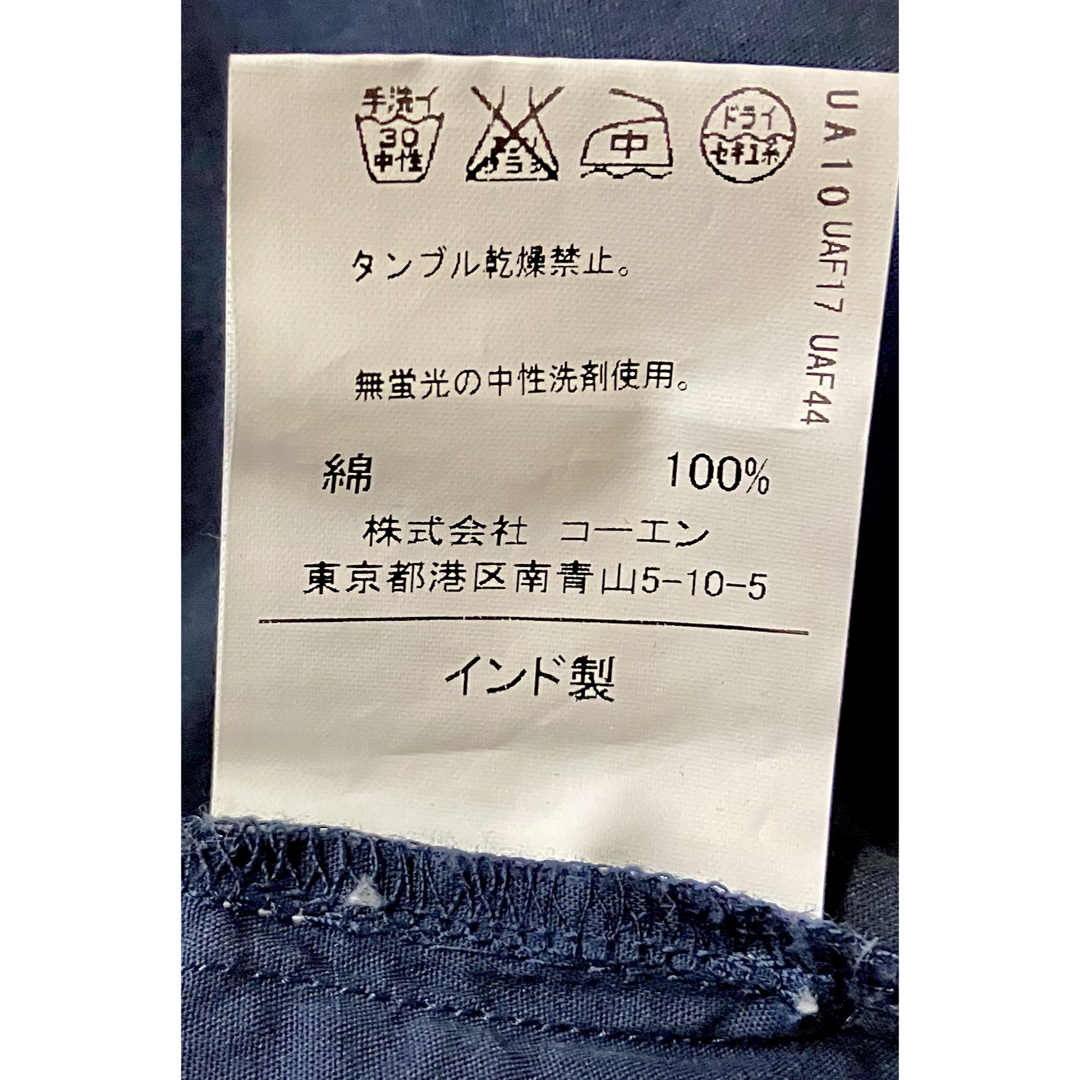 手洗イ
30
中性
中
ドライ
セキユ系
タンブル乾燥禁止。
無蛍光の中性洗剤使用。
綿 100%
株式会社 コーエン
東京都港区南青山5-10-5
インド製
UA10 UAF17 UAF44